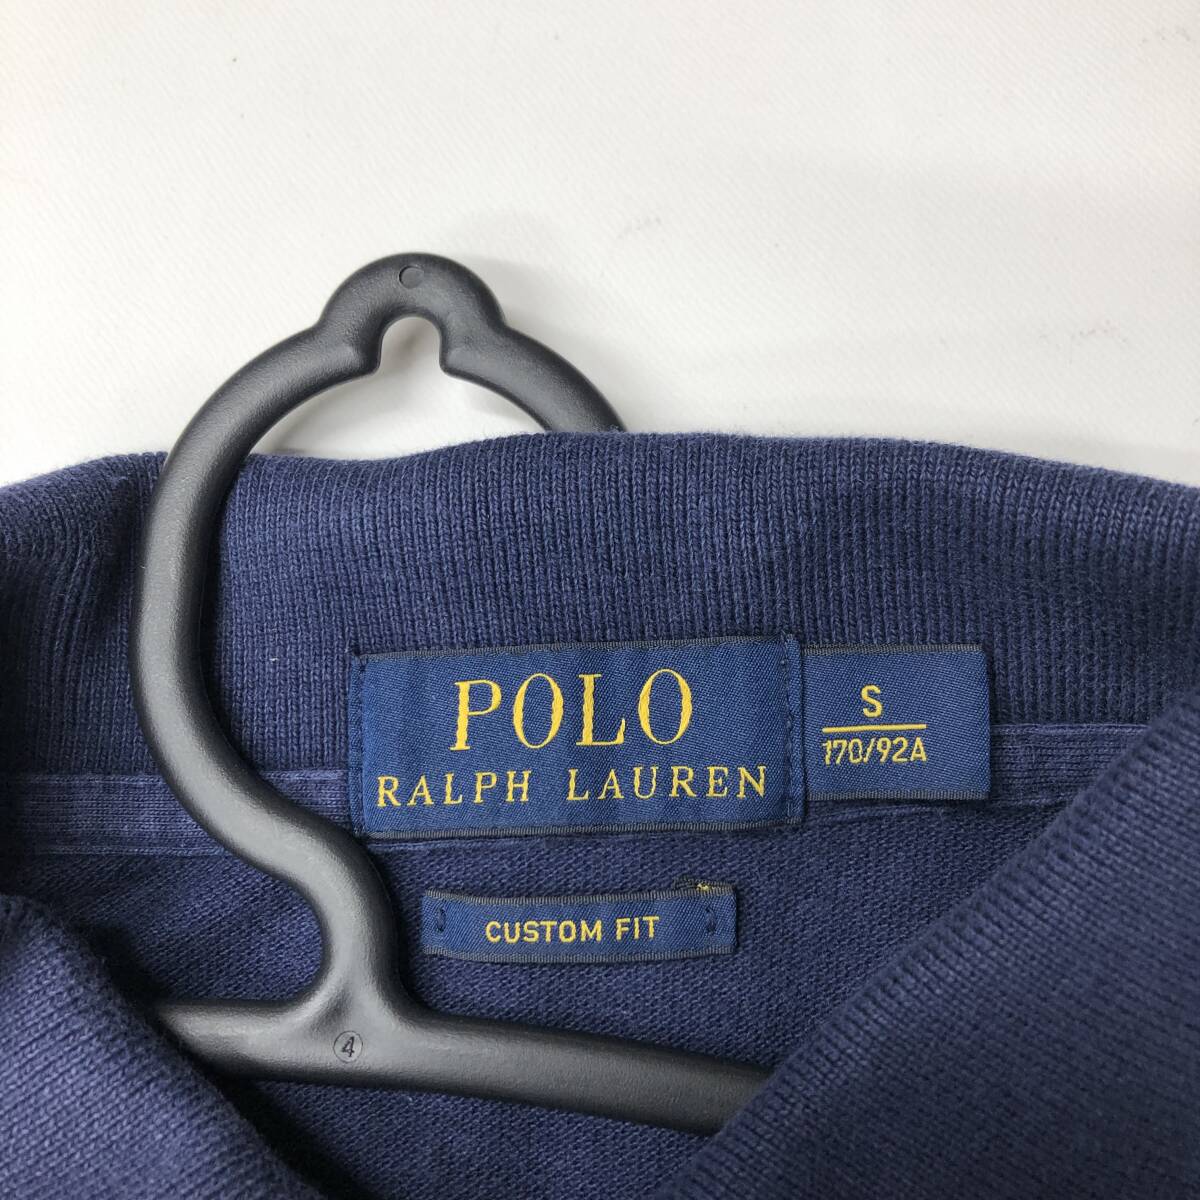 POLO
RALPH LAUREN
S
170/92A
CUSTOM FIT
4